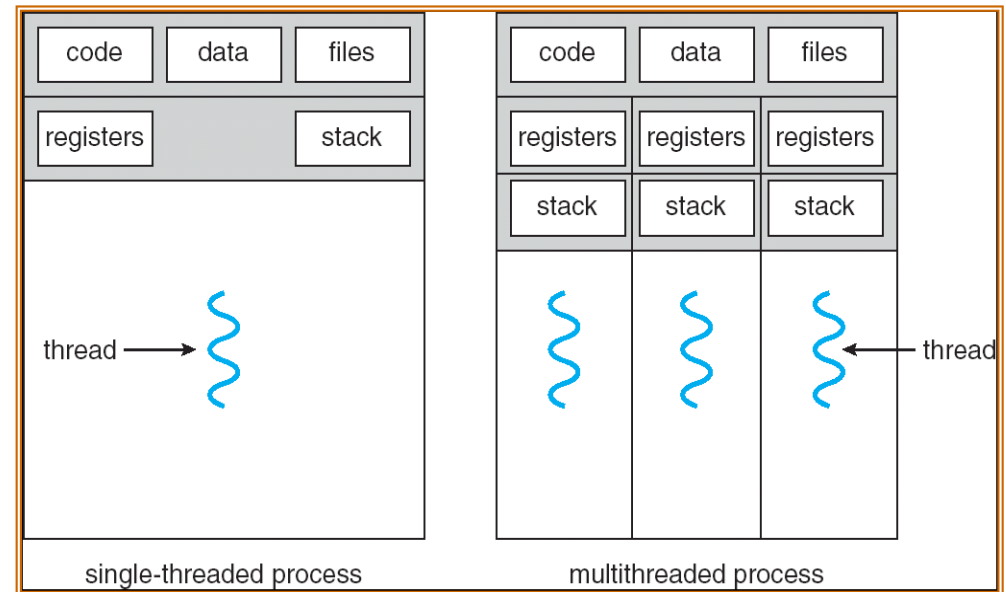 code data files code data files
registers stack registers registers registers
stack stack stack
thread thread
single-threaded process multithreaded process